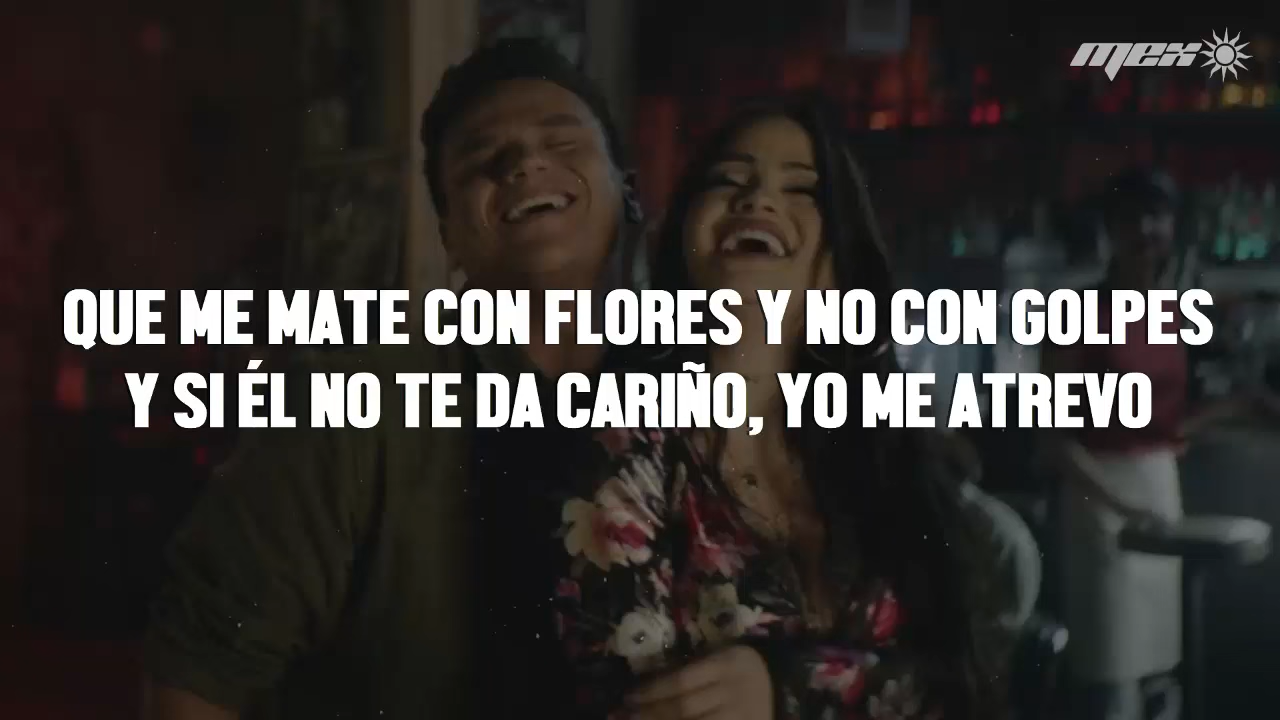 MEX
QUE ME MATE CON FLORES Y NO CON GOLPES
Y SI ÉL NO TE DA CARIÑO, YO ME ATREVO